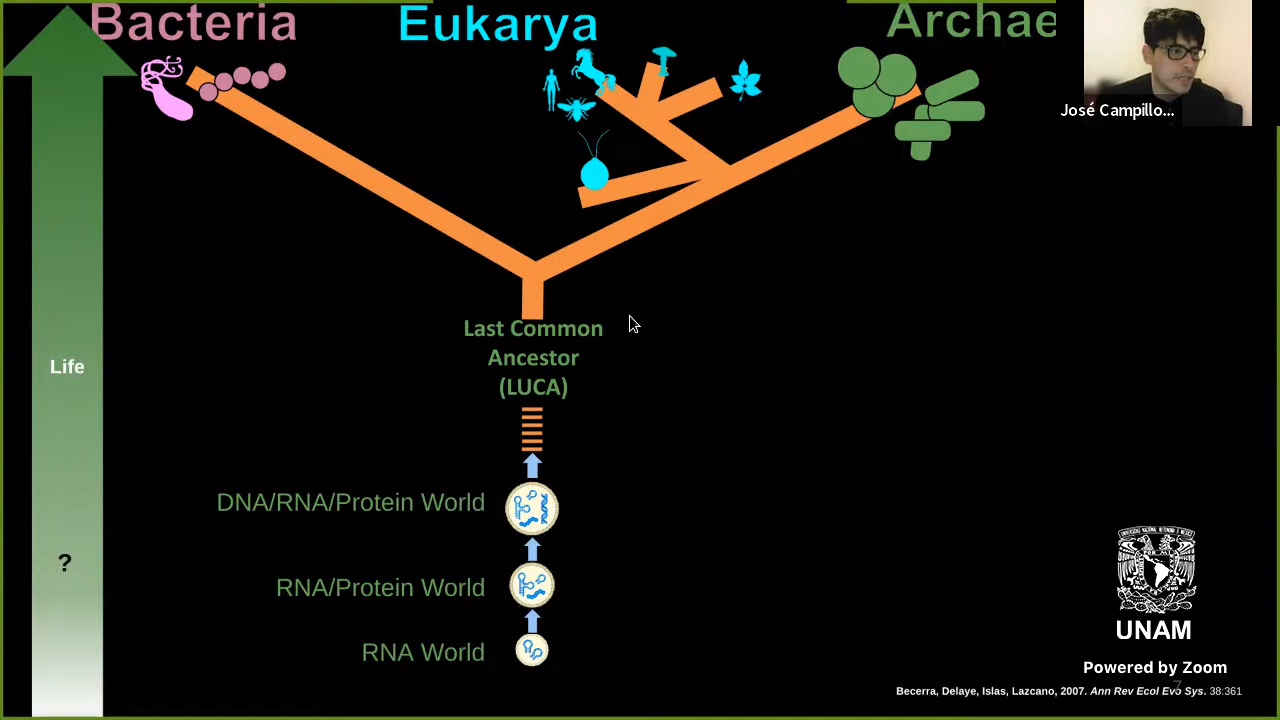 Bacteria
Eukarya
Archae
José Campillo...
Last Common
Ancestor
(LUCA)
Life
DNA/RNA/Protein World
?
RNA/Protein World
RNA World
UNAM
Powered by Zoom
7
Becerra, Delaye, Islas, Lazcano, 2007. Ann Rev Ecol Evo Sys. 38:361